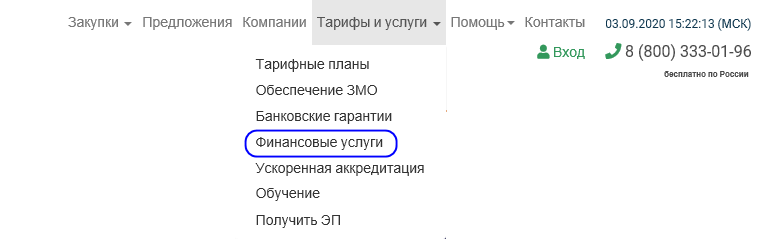 Закупки Предложения Компании Тарифы и услуги Помощь Контакты 03.09.2020 15:22:13 (МСК)
Вход 8 (800) 333-01-96
бесплатно по России
Тарифные планы
Обеспечение ЗМО
Банковские гарантии
Финансовые услуги
Ускоренная аккредитация
Обучение
Получить ЭП